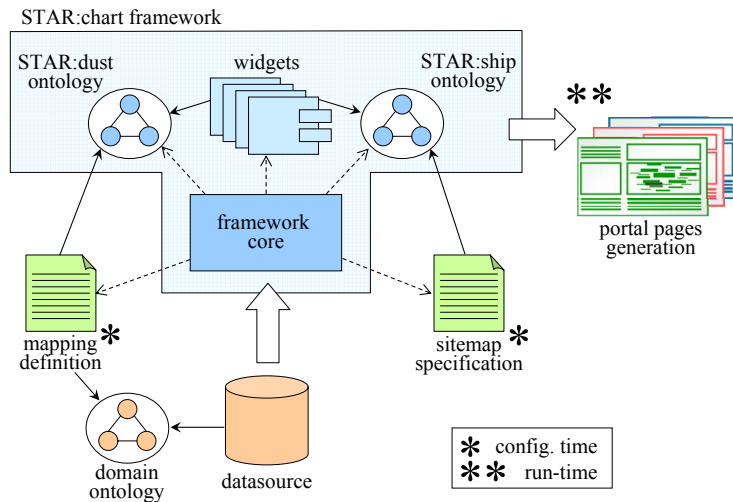 STAR:chart framework
STAR:dust
ontology
widgets
STAR:ship
ontology
**
framework
core
portal pages
generation
mapping
definition
*
sitemap
specification
*
domain
ontology
datasource
* config. time
** run-time